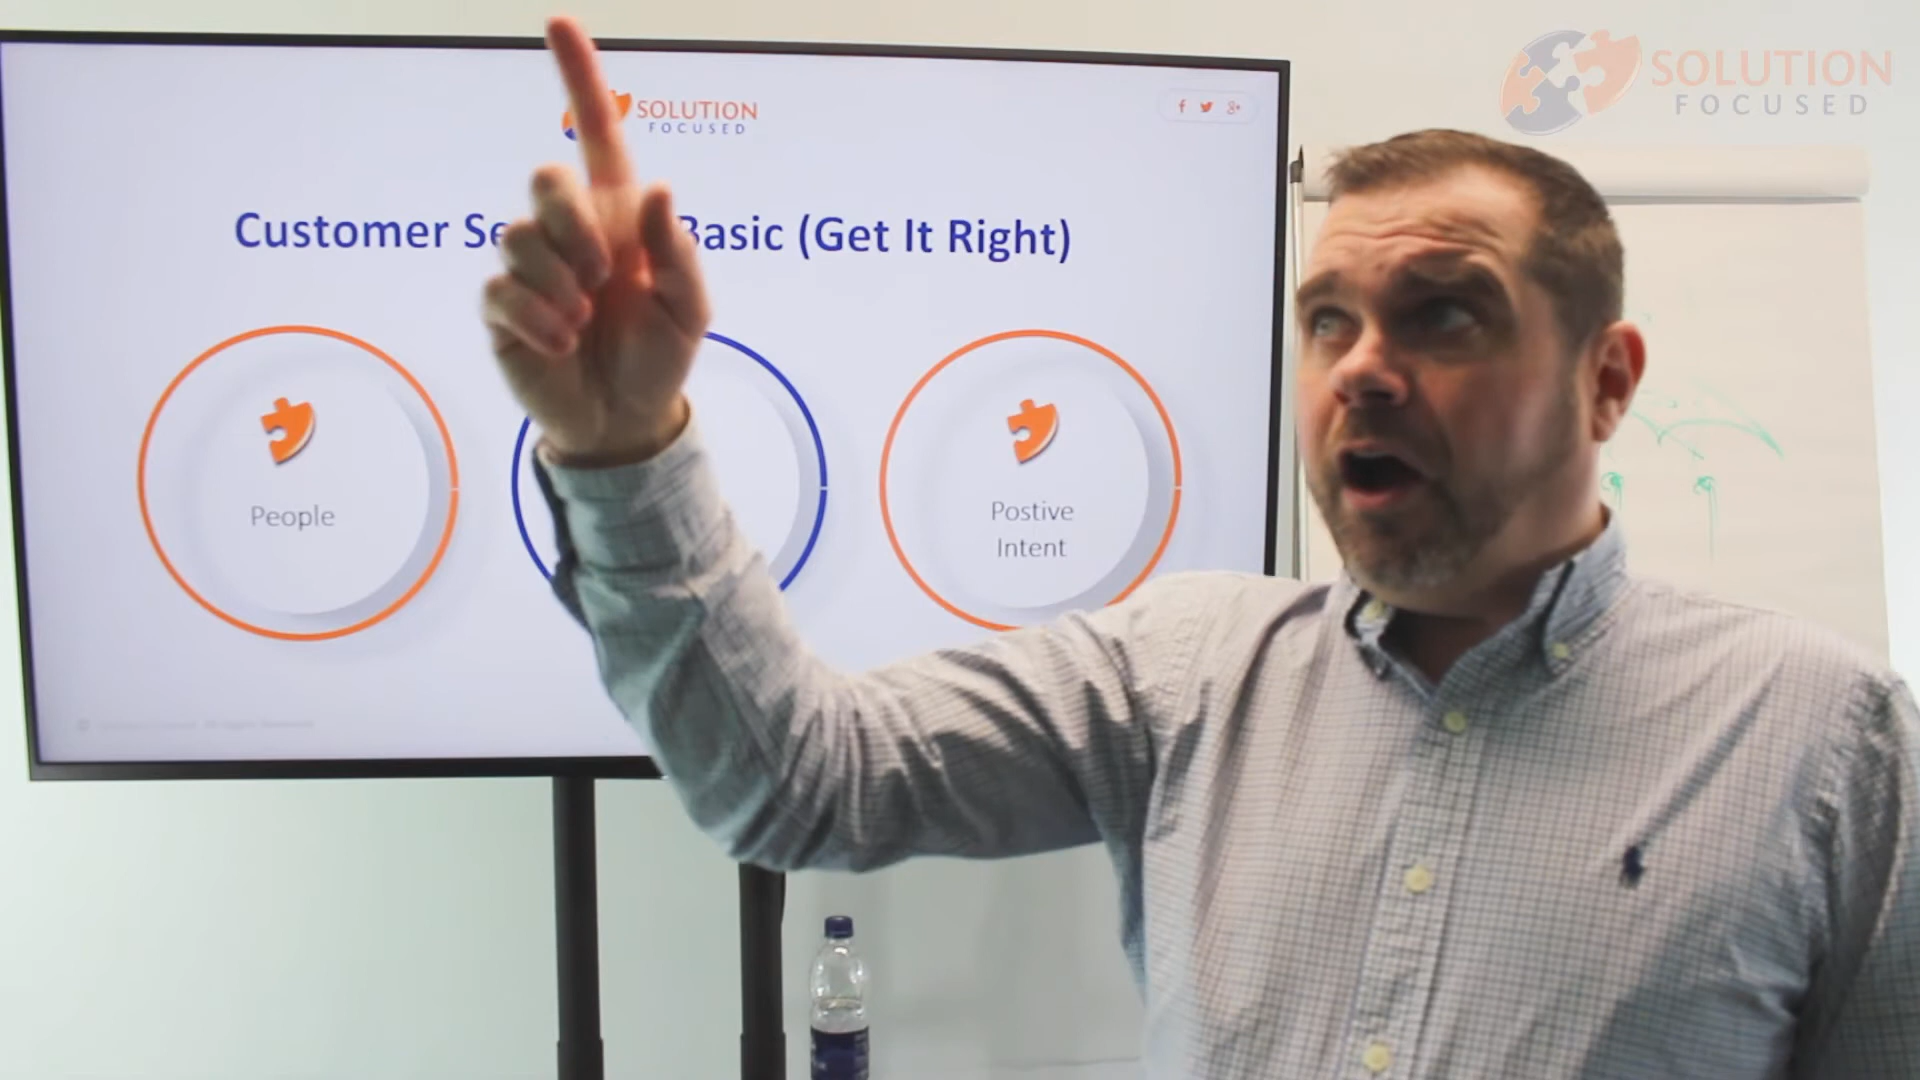 SOLUTION
FOCUSED
SOLUTION
FOCUSED
Customer Se Basic (Get It Right)
People
Postive
Intent